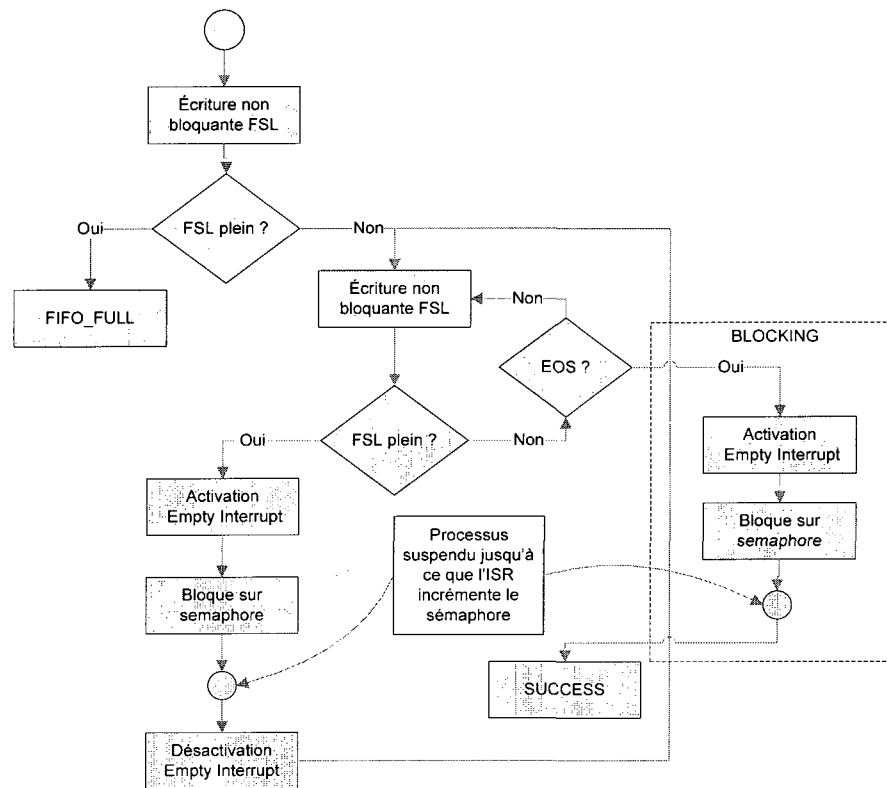 Écriture non
bloquante FSL
FSL plein ?
Oui
Non
FIFO_FULL
Écriture non
bloquante FSL
Non
EOS ?
BLOCKING
Oui
FSL plein ?
Oui
Non
Activation
Empty Interrupt
Activation
Empty Interrupt
Bloque sur
semaphore
Processus
suspendu jusqu'à
ce que l'ISR
incrémente le
sémaphore
Bloque sur
semaphore
SUCCESS
Désactivation
Empty Interrupt